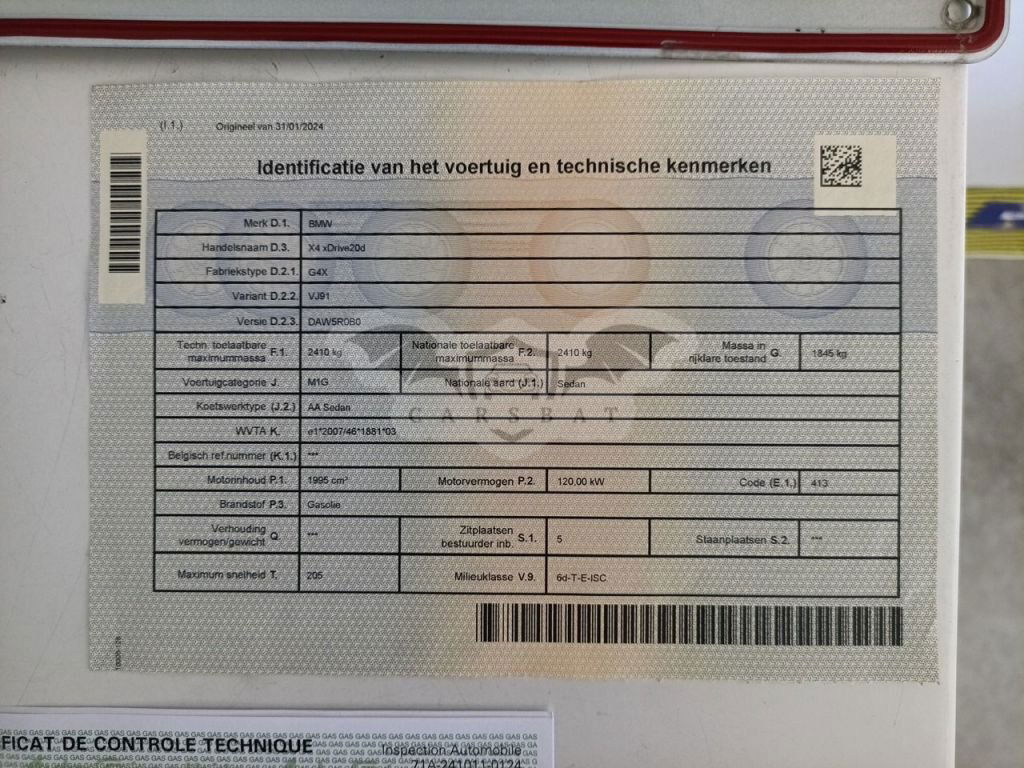 (I.1.) Origineel van 31/01/2024
Identificatie van het voertuig en technische kenmerken
Merk D.1. BMW
Handelsnaam D.3. X4 xDrive20d
Fabriekstype D.2.1. G4X
Variant D.2.2. VJ91
Versie D.2.3. DAW5R0B0
Techn. toelaatbare maximummassa F.1. 2410 kg Nationale toelaatbare maximummassa F.2. 2410 kg Massa in rijklare toestand G. 1845 kg
Voertuigcategorie J. M1G Nationale aard (J.1.) Sedan
Koetswerktype (J.2.) AA Sedan
CARSBAT
WVTA K. e1*2007/46*1881*03
Belgisch ref.nummer (K.1.) ***
Motorinhoud P.1. 1995 cm³ Motorvermogen P.2. 120.00 kW Code (E.1.) 413
Brandstof P.3. Gasolie
Verhouding vermogen/gewicht Q. *** Zitplaatsen bestuurder inb. S.1. 5 Staanplaatsen S.2. ***
Maximum snelheid T. 205 Milieuklasse V.9. 6d-T-E-ISC
FICAT DE CONTROLE TECHNIQUE
Inspection Automobile
71A-241011-0124